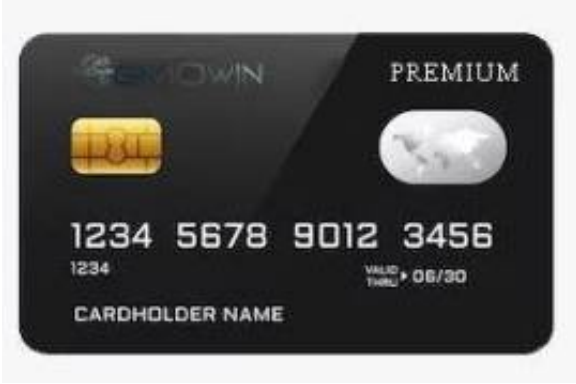 PREMIUM
1234 5678 9012 3456
1234
VALID THRU 06/30
CARDHOLDER NAME